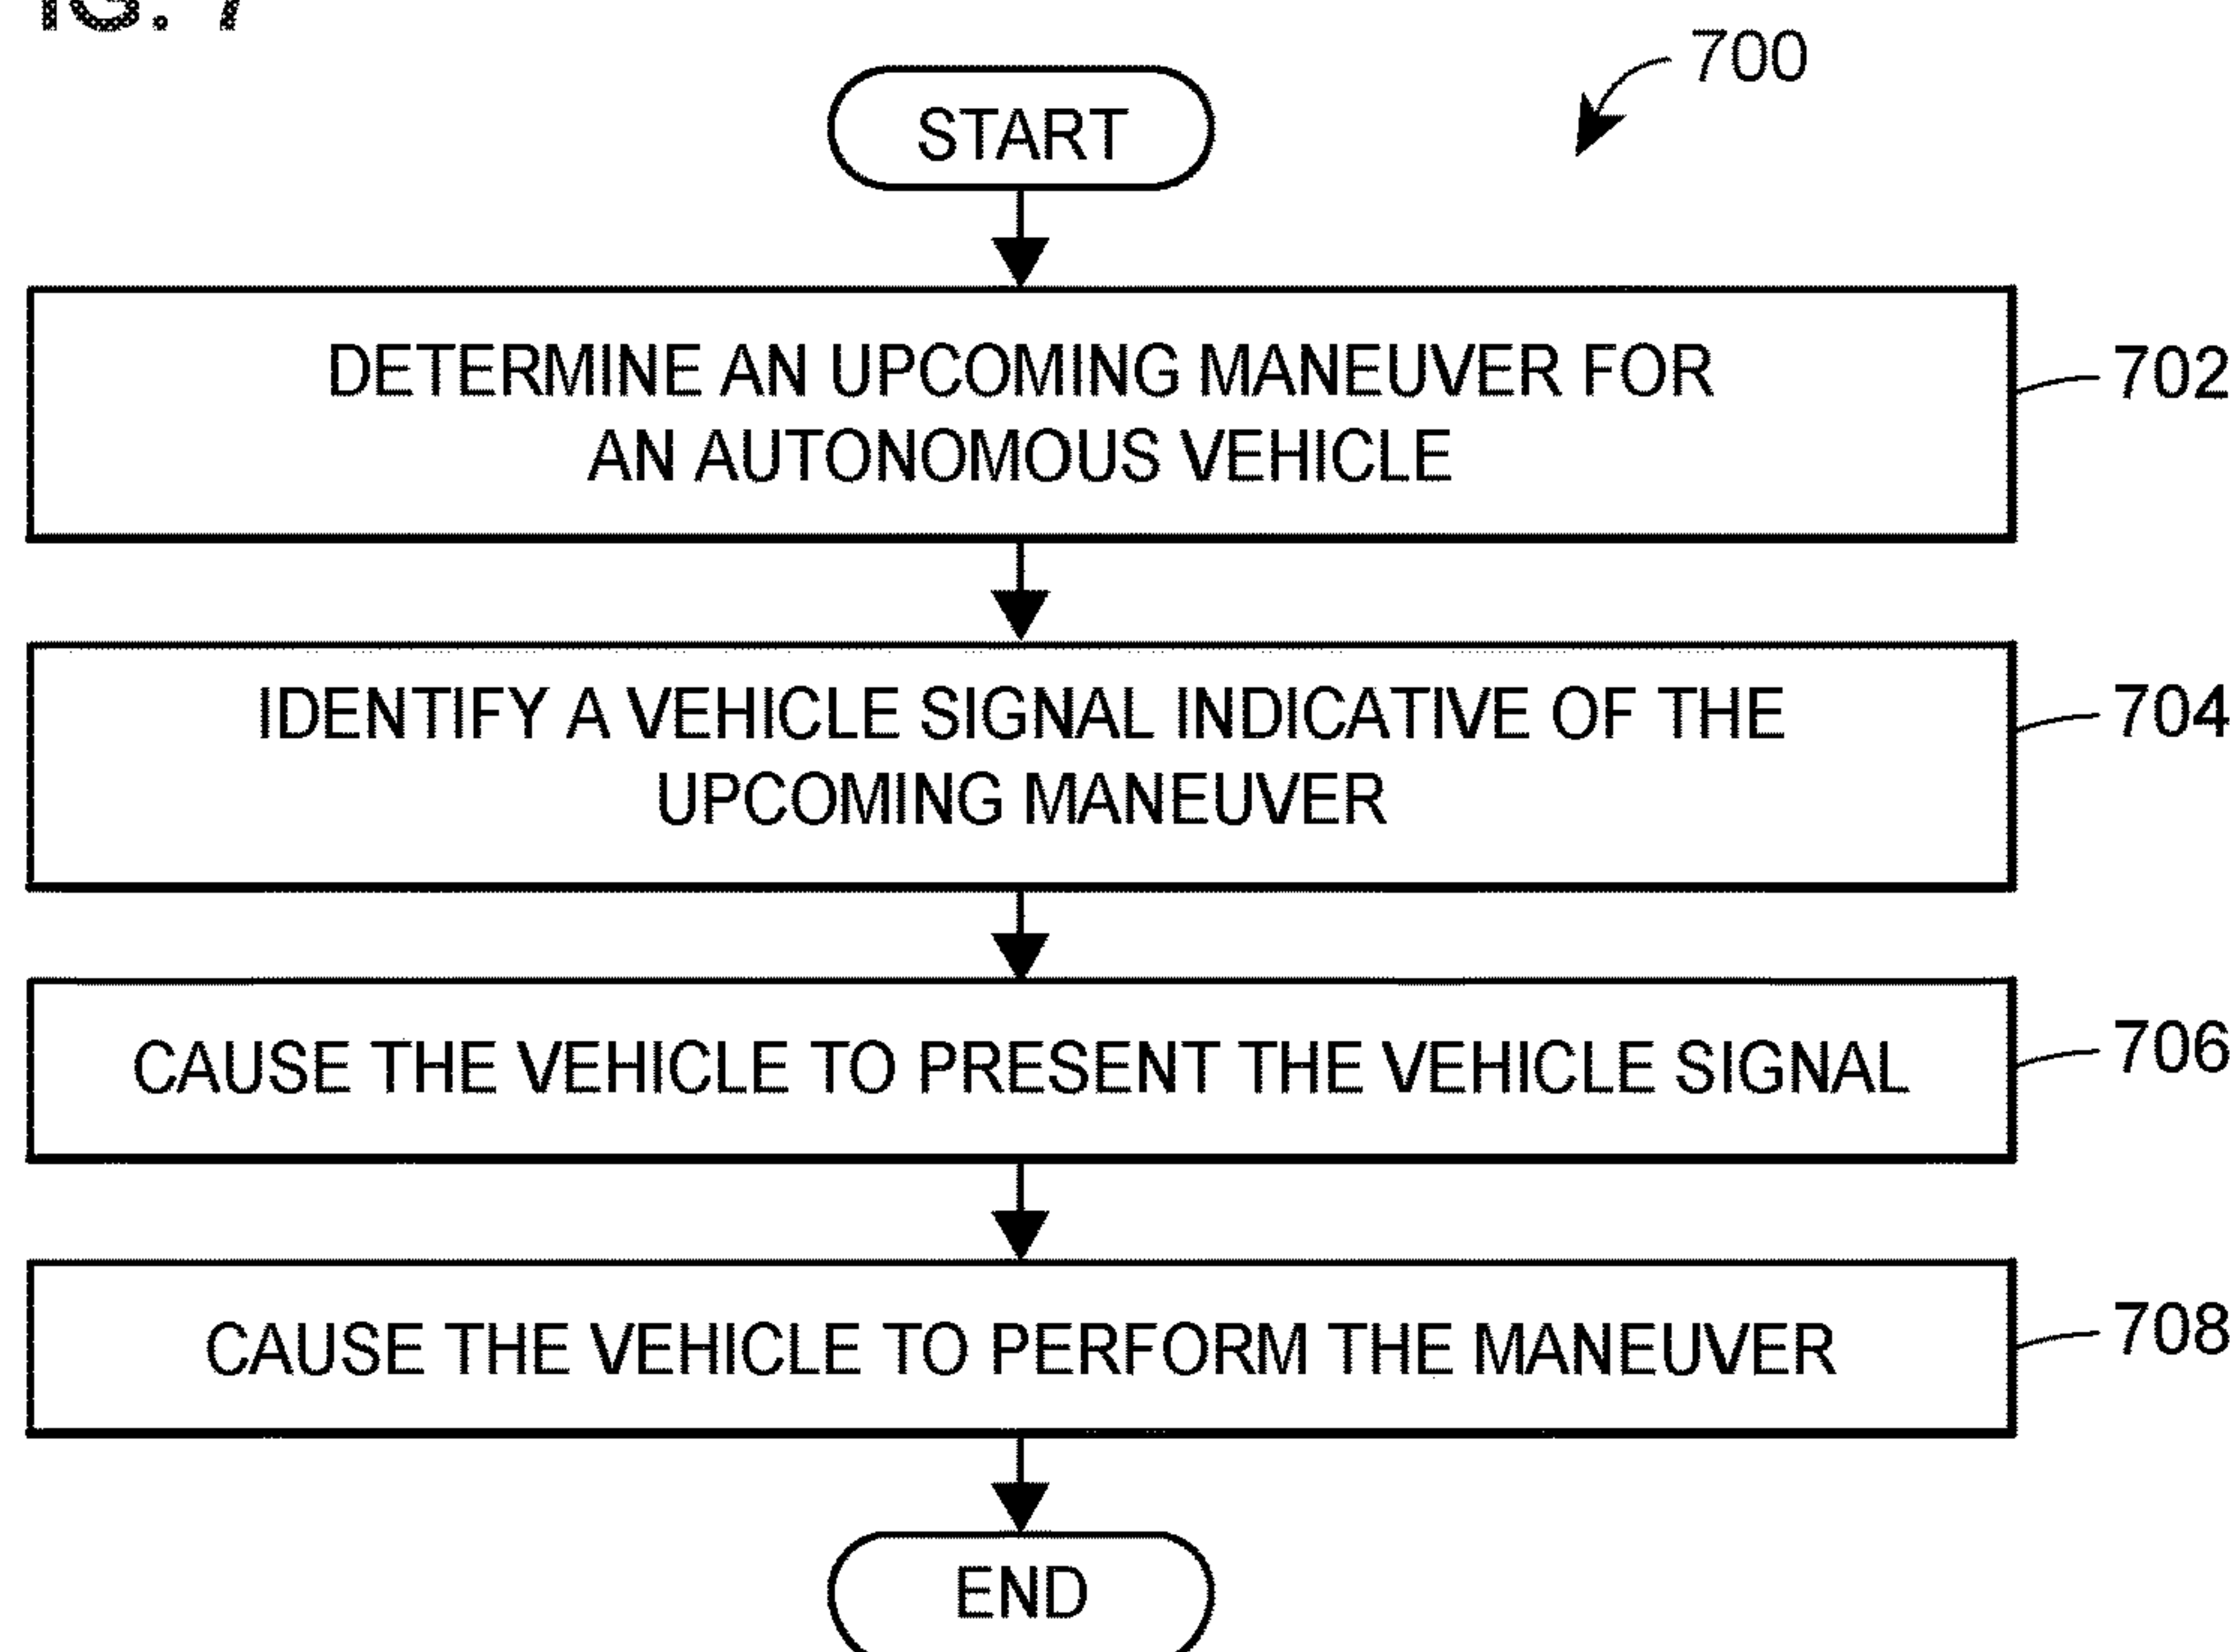 IG. 7
700
START
DETERMINE AN UPCOMING MANEUVER FOR
AN AUTONOMOUS VEHICLE
702
IDENTIFY A VEHICLE SIGNAL INDICATIVE OF THE
UPCOMING MANEUVER
704
CAUSE THE VEHICLE TO PRESENT THE VEHICLE SIGNAL
706
CAUSE THE VEHICLE TO PERFORM THE MANEUVER
708
END